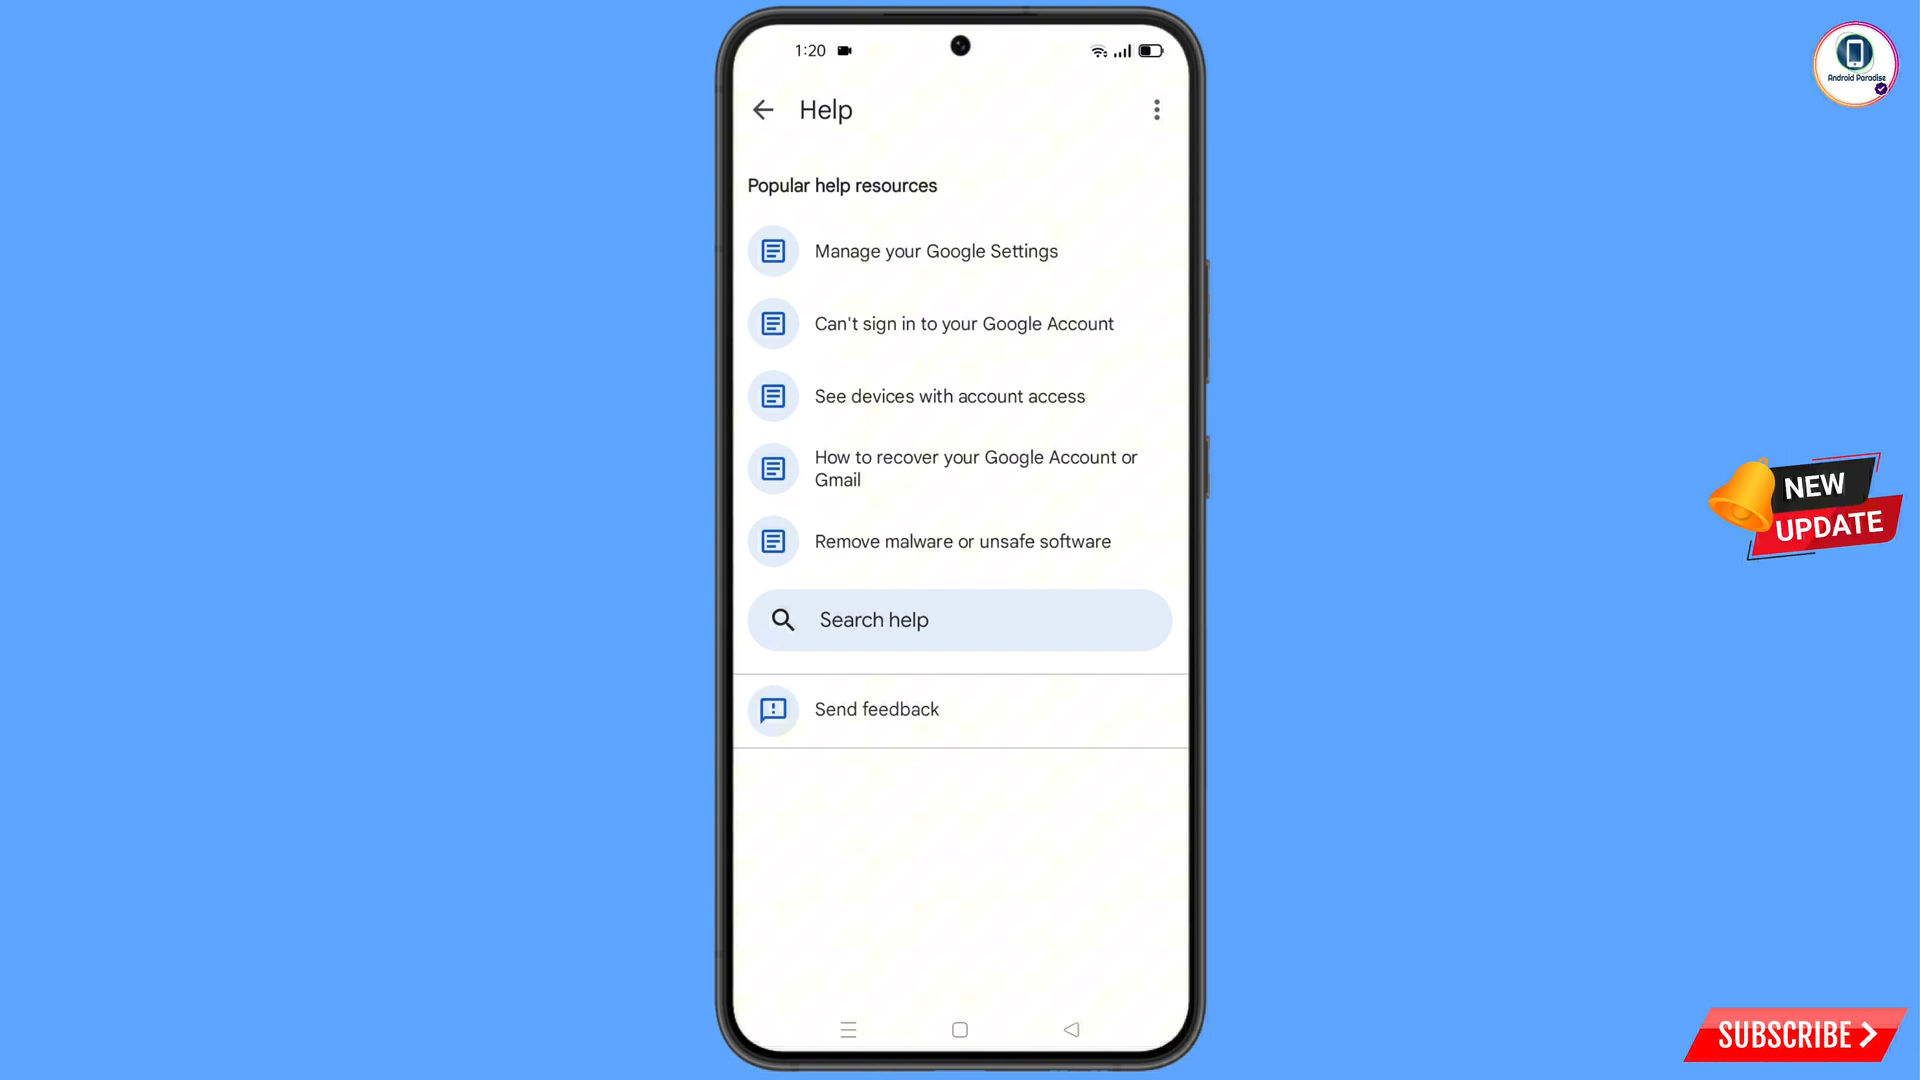 1:20
Help
Popular help resources
Manage your Google Settings
Can't sign in to your Google Account
See devices with account access
How to recover your Google Account or
Gmail
Remove malware or unsafe software
Search help
Send feedback
Android Paradise
NEW
UPDATE
SUBSCRIBE